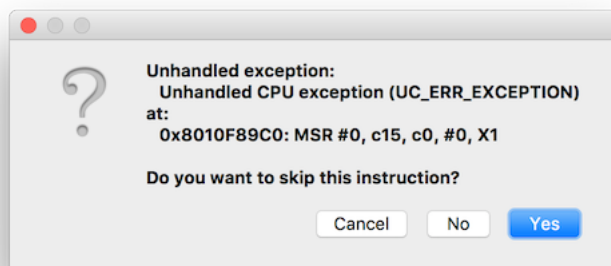 Unhandled exception:
Unhandled CPU exception (UC_ERR_EXCEPTION)
at:
0x8010F89C0: MSR #0, c15, c0, #0, X1
Do you want to skip this instruction?
Cancel No Yes